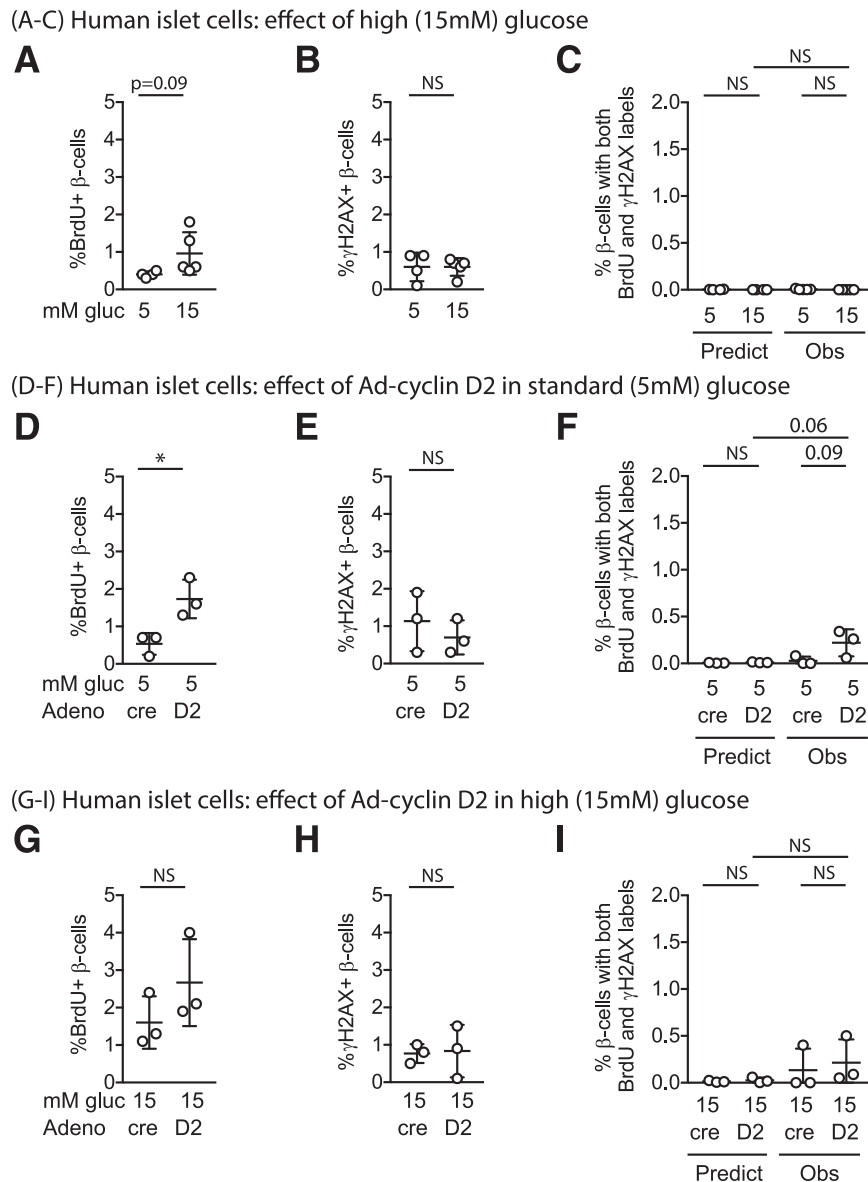 (A-C) Human islet cells: effect of high (15mM) glucose
A
p=0.09
%BrdU+ β-cells
5
4
3
2
1
0
mM gluc 5 15
B
NS
%γH2AX+ β-cells
5
4
3
2
1
0
5 15
C
NS
NS NS
% β-cells with both
BrdU and γH2AX labels
2.0
1.5
1.0
0.5
0.0
5 15 5 15
Predict Obs
(D-F) Human islet cells: effect of Ad-cyclin D2 in standard (5mM) glucose
D
*
%BrdU+ β-cells
5
4
3
2
1
0
mM gluc 5 5
Adeno cre D2
E
NS
%γH2AX+ β-cells
5
4
3
2
1
0
5 5
cre D2
F
0.06
NS 0.09
% β-cells with both
BrdU and γH2AX labels
2.0
1.5
1.0
0.5
0.0
5 5 5 5
cre D2 cre D2
Predict Obs
(G-I) Human islet cells: effect of Ad-cyclin D2 in high (15mM) glucose
G
NS
%BrdU+ β-cells
5
4
3
2
1
0
mM gluc 15 15
Adeno cre D2
H
NS
%γH2AX+ β-cells
5
4
3
2
1
0
15 15
cre D2
I
NS
NS NS
% β-cells with both
BrdU and γH2AX labels
2.0
1.5
1.0
0.5
0.0
15 15 15 15
cre D2 cre D2
Predict Obs